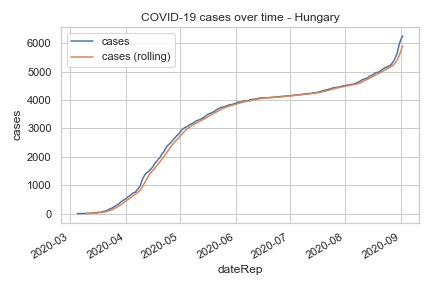 COVID-19 cases over time - Hungary
cases
cases (rolling)
6000
5000
4000
3000
2000
1000
0
cases
2020-03
2020-04
2020-05
2020-06
2020-07
2020-08
2020-09
dateRep